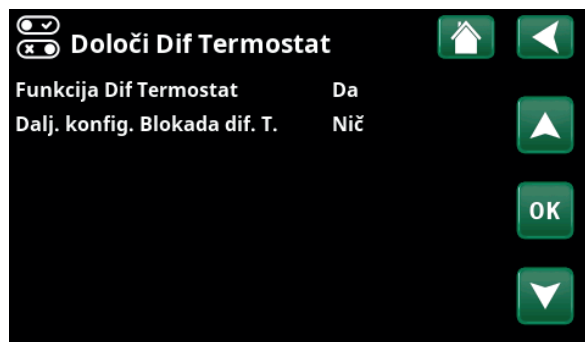 Določi Dif Termostat
Funkcija Dif Termostat Da
Dalj. konfig. Blokada dif. T. Nič
OK